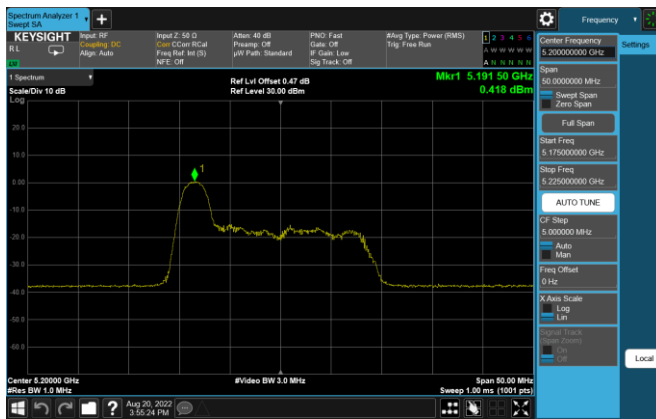 Spectrum Analyzer 1
Swept SA
+
Frequency
KEYSIGHT
RL
Input: RF
Coupling: DC
Align: Auto
Input Z: 50 Ω
Corr CCorr RCal
Freq Ref: Int (S)
NFE: Off
Atten: 40 dB
Preamp: Off
µW Path: Standard
PNO: Fast
Gate: Off
IF Gain: Low
Sig Track: Off
#Avg Type: Power (RMS)
Trig: Free Run
1 2 3 4 5 6
A W W W W W
A N N N N N
LXI
1 Spectrum
Scale/Div 10 dB
Log
Ref Lvl Offset 0.47 dB
Ref Level 30.00 dBm
Mkr1 5.191 50 GHz
0.418 dBm
20.0
10.0
0.00
-10.0
-20.0
-30.0
-40.0
-50.0
-60.0
1
Center 5.20000 GHz
#Res BW 1.0 MHz
#Video BW 3.0 MHz
Span 50.00 MHz
Sweep 1.00 ms (1001 pts)
Aug 20, 2022
3:55:24 PM
Center Frequency
5.200000000 GHz
Settings
Span
50.0000000 MHz
Swept Span
Zero Span
Full Span
Start Freq
5.175000000 GHz
Stop Freq
5.225000000 GHz
AUTO TUNE
CF Step
5.000000 MHz
Auto
Man
Freq Offset
0 Hz
X Axis Scale
Log
Lin
Signal Track
(Span Zoom)
On
Off
Local